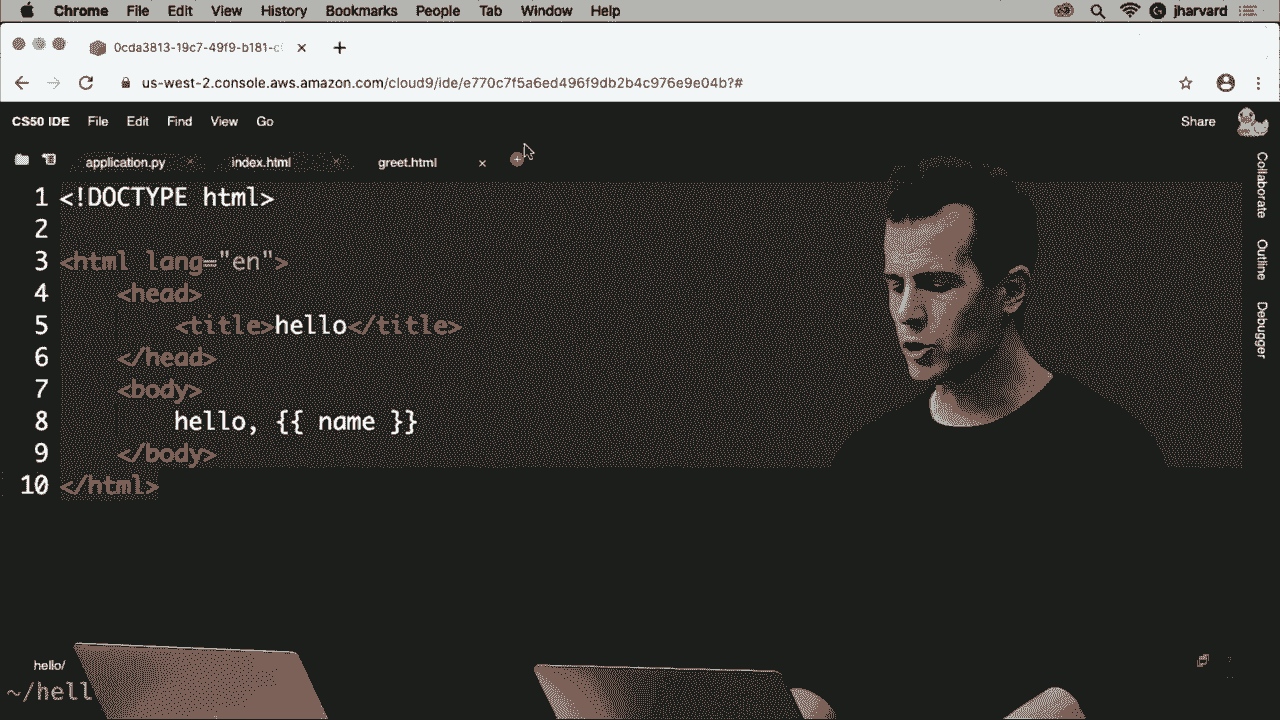 Chrome File Edit View History Bookmarks People Tab Window Help jharvard
0cda3813-19c7-49f9-b181-
us-west-2.console.aws.amazon.com/cloud9/ide/e770c7f5a6ed496f9db2b4c976e9e04b?#
CS50 IDE File Edit Find View Go Share
application.py index.html greet.html
Collaborate
Outline
Debugger
1 <!DOCTYPE html>
2
3 <html lang="en">
4 <head>
5 <title>hello</title>
6 </head>
7 <body>
8 hello, {{ name }}
9 </body>
10 </html>
hello/
~/hell